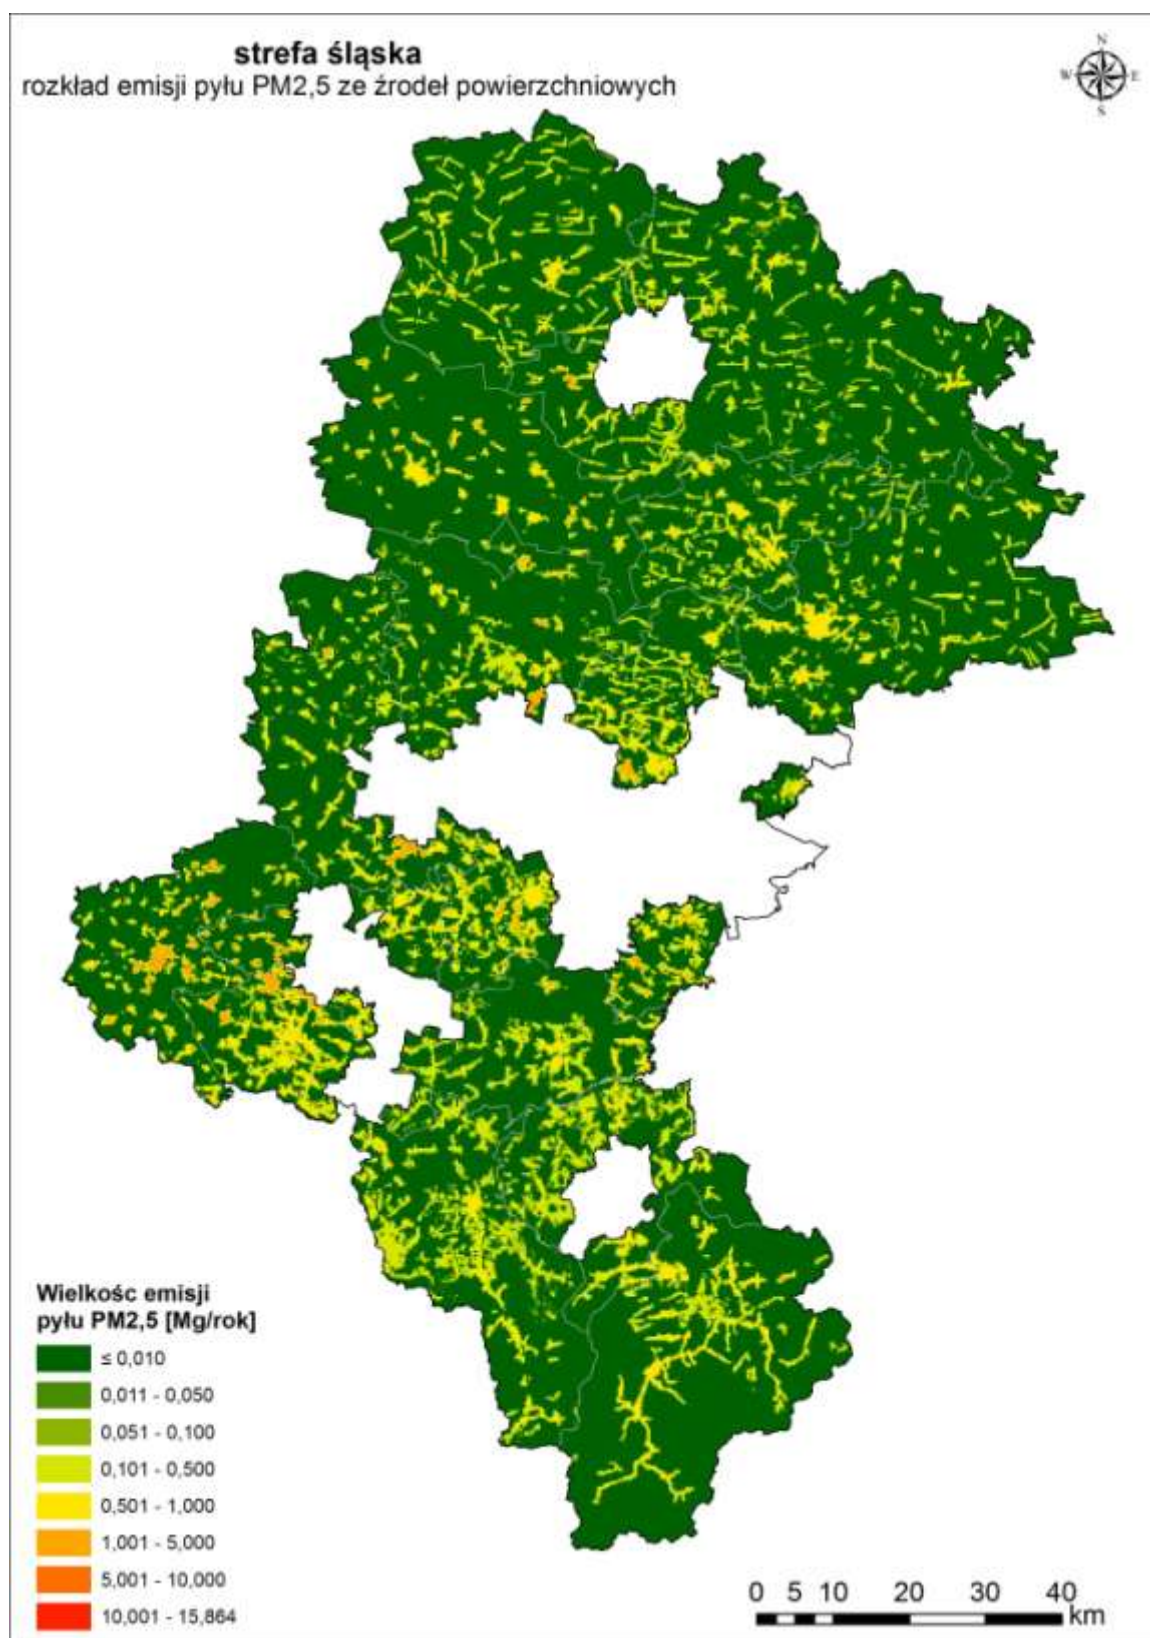 strefa śląska
rozkład emisji pyłu PM2,5 ze źrodeł powierzchniowych
N
W E
S
Wielkośc emisji
pyłu PM2,5 [Mg/rok]
≤ 0,010
0,011 - 0,050
0,051 - 0,100
0,101 - 0,500
0,501 - 1,000
1,001 - 5,000
5,001 - 10,000
10,001 - 15,864
0 5 10 20 30 40
km